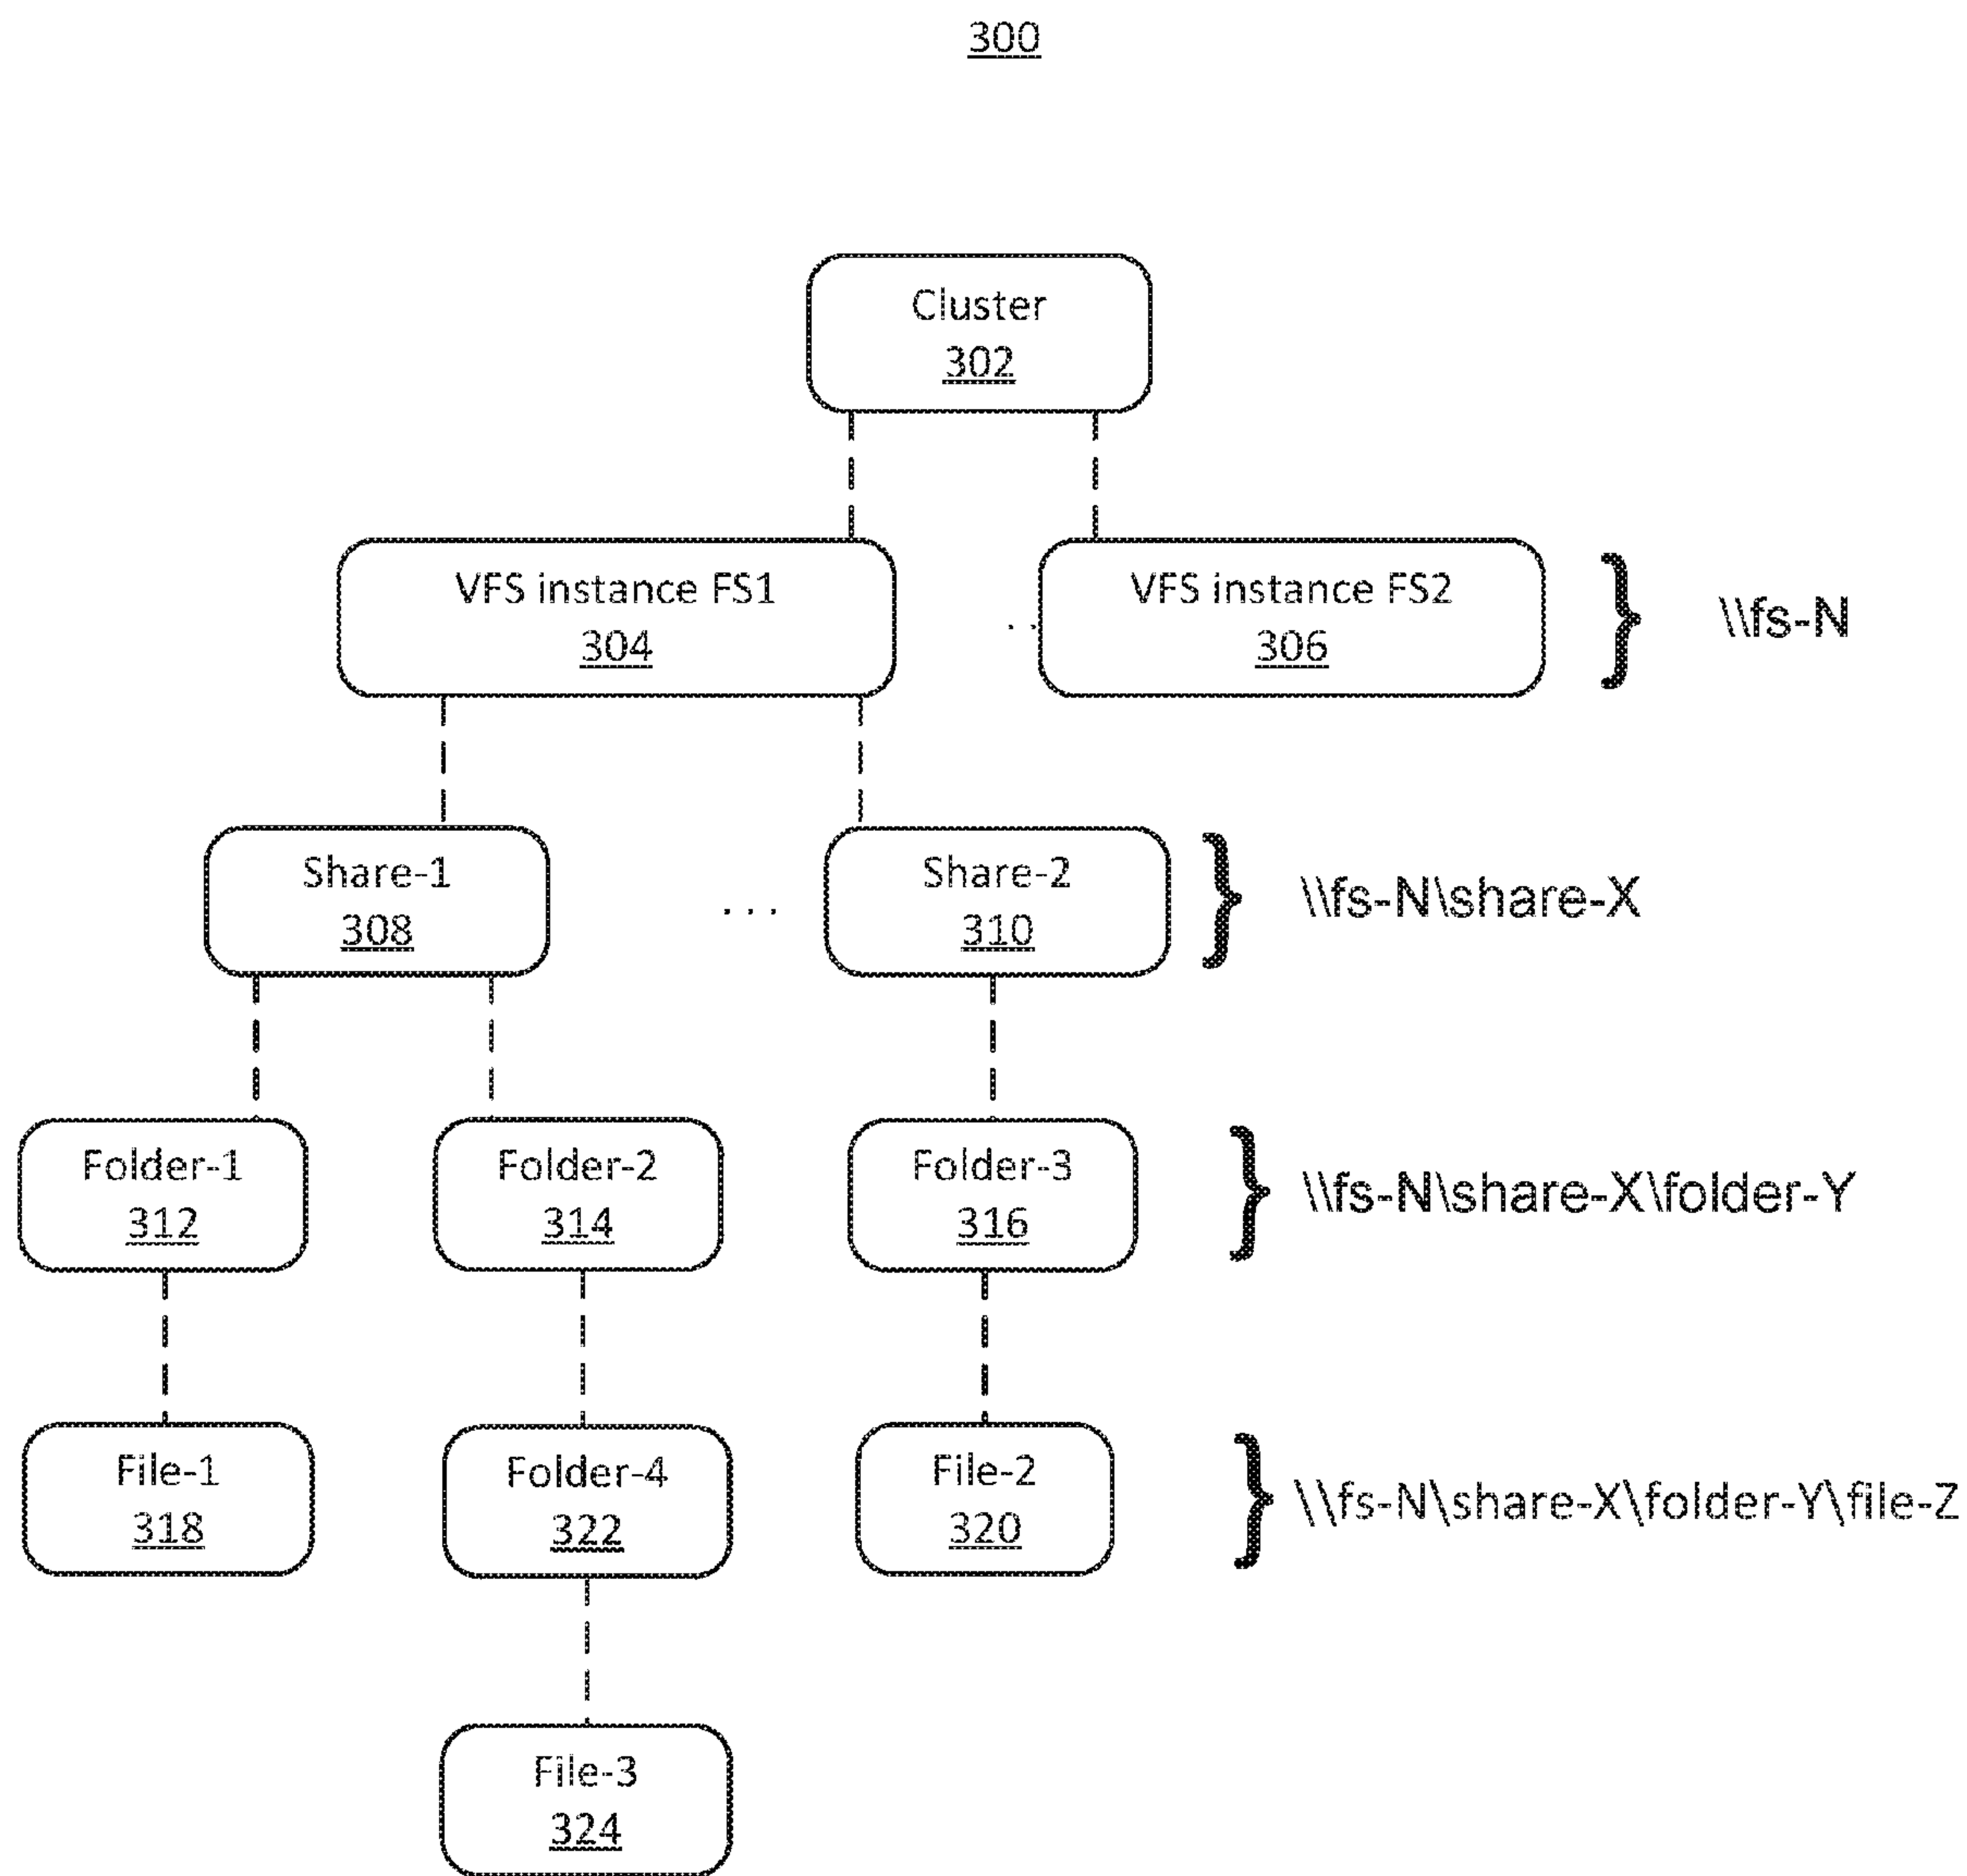 300
Cluster
302
VFS instance FS1
304
. .
VFS instance FS2
306
} \\fs-N
Share-1
308
. . .
Share-2
310
} \\fs-N\share-X
Folder-1
312
Folder-2
314
Folder-3
316
} \\fs-N\share-X\folder-Y
File-1
318
Folder-4
322
File-2
320
} \\fs-N\share-X\folder-Y\file-Z
File-3
324